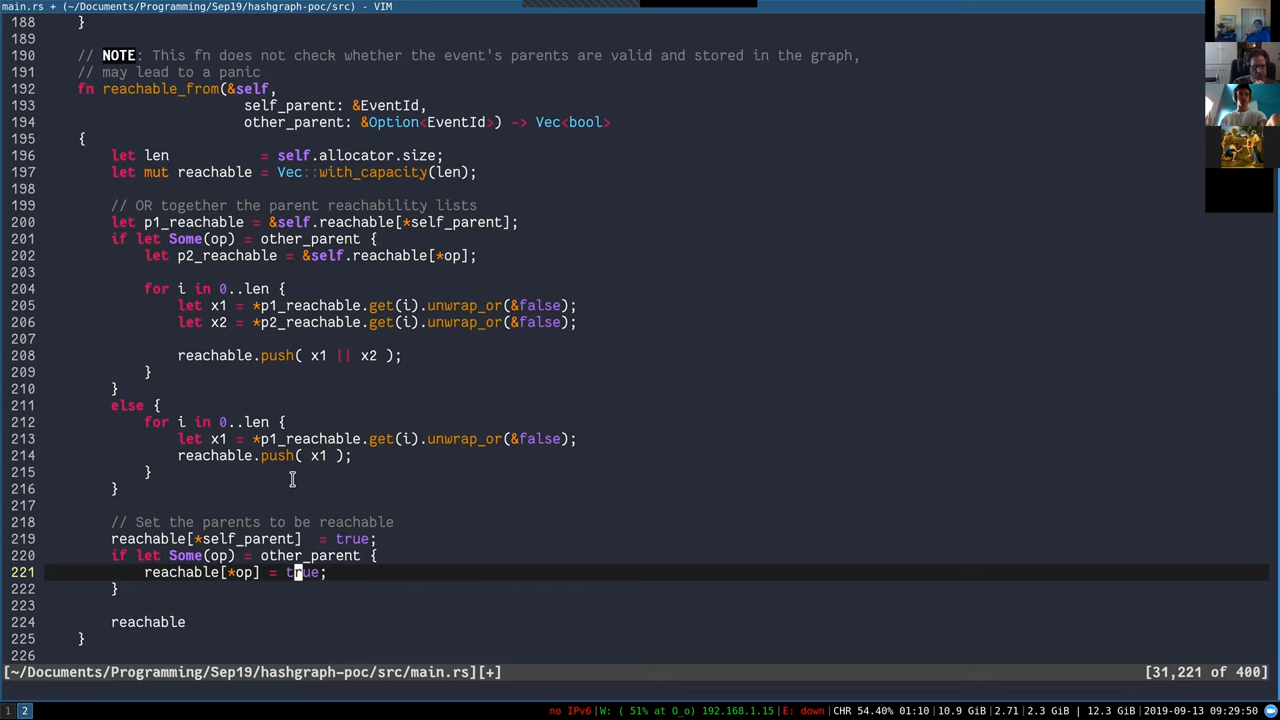 main.rs + (~/Documents/Programming/Sep19/hashgraph-poc/src) - VIM
188 }
189
190 // NOTE: This fn does not check whether the event's parents are valid and stored in the graph,
191 // may lead to a panic
192 fn reachable_from(&self,
193 self_parent: &EventId,
194 other_parent: &Option<EventId>) -> Vec<bool>
195 {
196 let len = self.allocator.size;
197 let mut reachable = Vec::with_capacity(len);
198
199 // OR together the parent reachability lists
200 let p1_reachable = &self.reachable[*self_parent];
201 if let Some(op) = other_parent {
202 let p2_reachable = &self.reachable[*op];
203
204 for i in 0..len {
205 let x1 = *p1_reachable.get(i).unwrap_or(&false);
206 let x2 = *p2_reachable.get(i).unwrap_or(&false);
207
208 reachable.push( x1 || x2 );
209 }
210 }
211 else {
212 for i in 0..len {
213 let x1 = *p1_reachable.get(i).unwrap_or(&false);
214 reachable.push( x1 );
215 }
216 }
217
218 // Set the parents to be reachable
219 reachable[*self_parent] = true;
220 if let Some(op) = other_parent {
221 reachable[*op] = true;
222 }
223
224 reachable
225 }
226
[~/Documents/Programming/Sep19/hashgraph-poc/src/main.rs][+] [31,221 of 400]
1 2 no IPv6|W: ( 51% at O_o) 192.168.1.15|E: down|CHR 54.40% 01:10|10.9 GiB|2.71|2.3 GiB | 12.3 GiB|2019-09-13 09:29:50